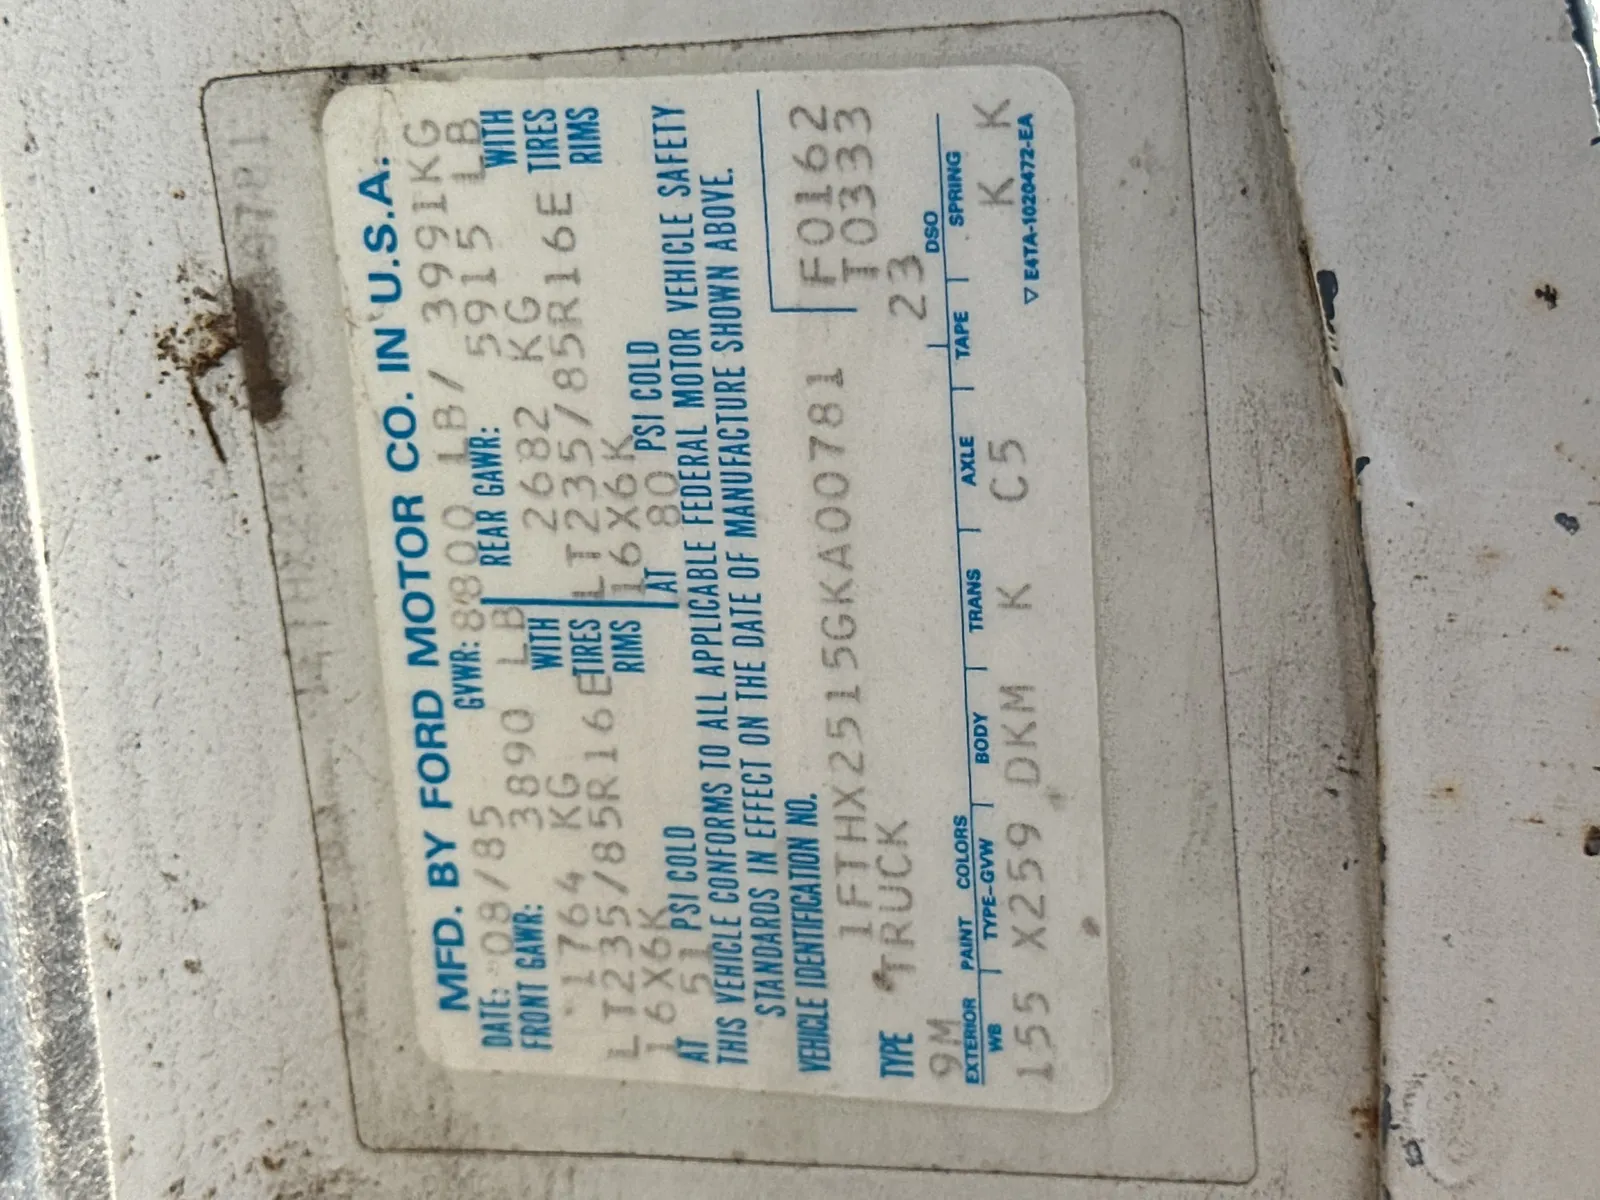 MFD. BY FORD MOTOR CO. IN U.S.A.
DATE: 08/85 GVWR: 8800 LB/ 3991KG
FRONT GAWR: 3890 LB REAR GAWR: 5915 LB
1764 KG WITH 2682 KG WITH
LT235/85R16E TIRES LT235/85R16E TIRES
16X6K RIMS 16X6K RIMS
AT 51 PSI COLD AT 80 PSI COLD
THIS VEHICLE CONFORMS TO ALL APPLICABLE FEDERAL MOTOR VEHICLE SAFETY
STANDARDS IN EFFECT ON THE DATE OF MANUFACTURE SHOWN ABOVE.
VEHICLE IDENTIFICATION NO.
1FTHX2515GKA00781 F0162
TYPE TRUCK T0333
9M 23
EXTERIOR PAINT COLORS DSO
WB TYPE-GVW BODY TRANS AXLE TAPE SPRING
155 X259 DKM K C5 K K
▽ E4TA-1020472-EA